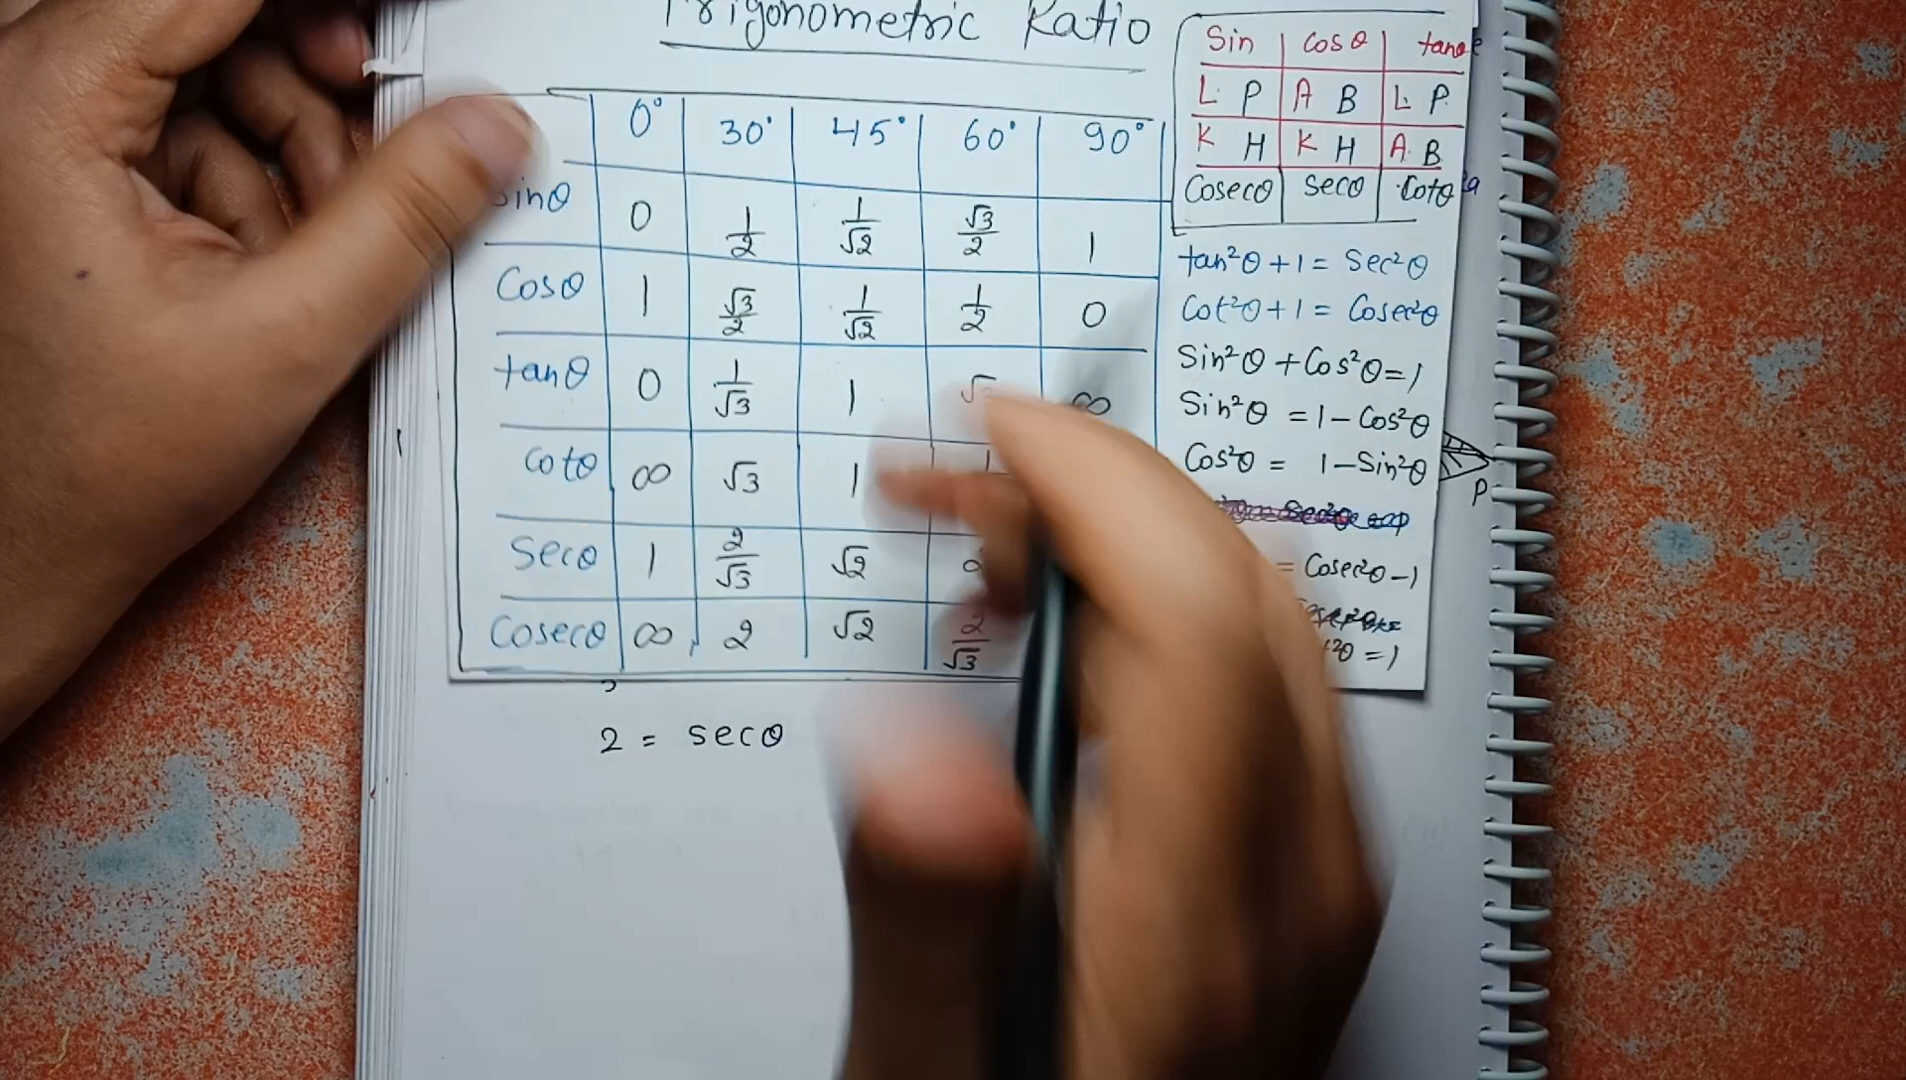 Trigonometric Ratio
0° 30° 45° 60° 90°
sinθ 0 1/2 1/√2 √3/2 1
Cosθ 1 √3/2 1/√2 1/2 0
tanθ 0 1/√3 1 ∞
cotθ ∞ √3 1
Secθ 1 2/√3 √2
Cosecθ ∞ 2 √2 2/√3
2 = secθ
Sin cosθ tanθ
L P A B L P
K H K H A B
Cosecθ secθ Cotθ
tan²θ + 1 = Sec²θ
Cot²θ + 1 = Cosec²θ
Sin²θ + Cos²θ = 1
Sin²θ = 1 - Cos²θ
Cos²θ = 1 - Sin²θ
= Cosec²θ - 1
²θ = 1
P